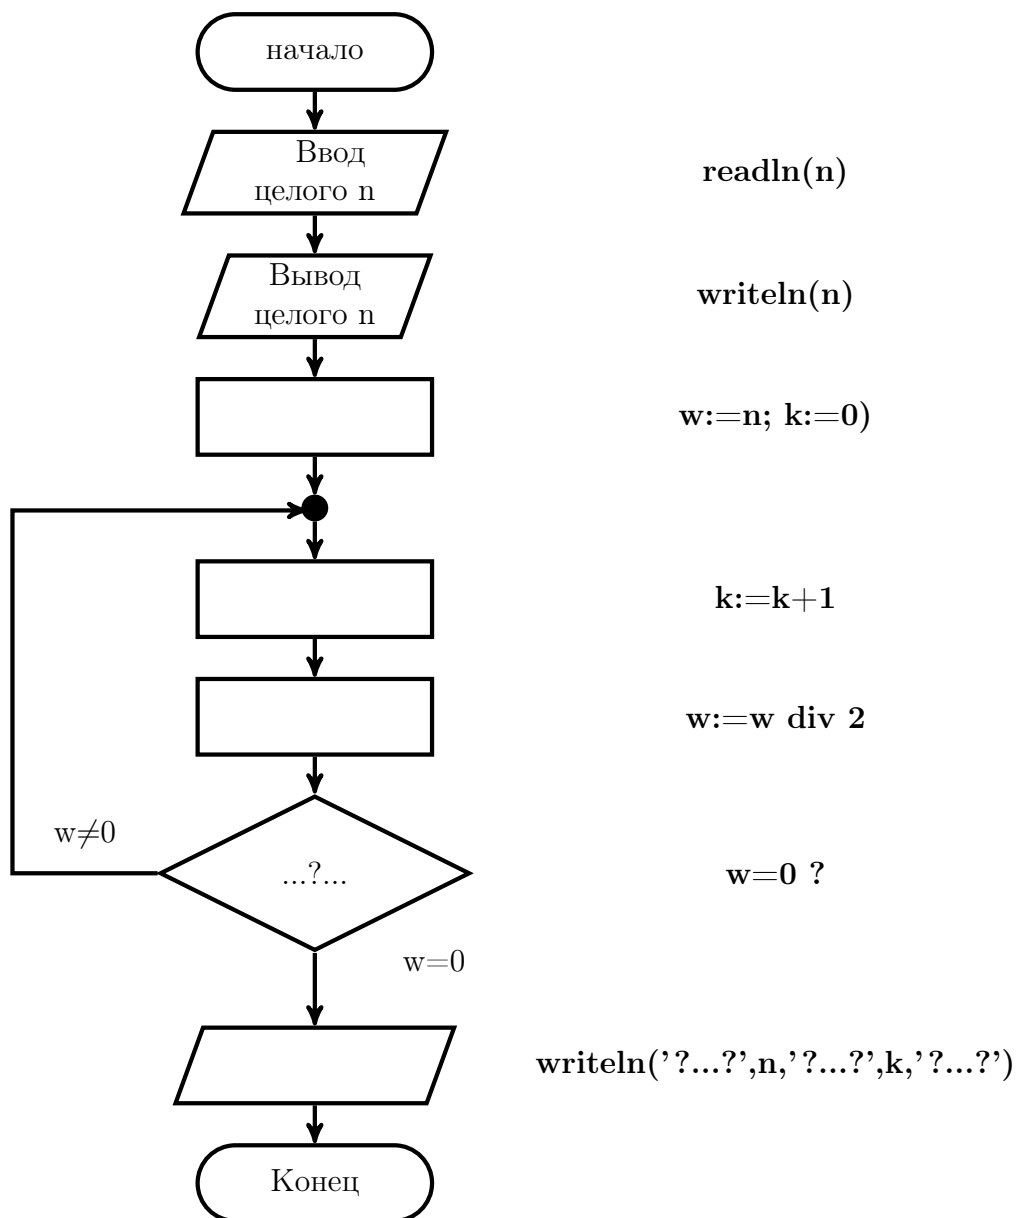 начало
Ввод
целого n
readln(n)
Вывод
целого n
writeln(n)
w:=n; k:=0)
k:=k+1
w:=w div 2
w≠0
...?...
w=0 ?
w=0
writeln('?...?',n,'?...?',k,'?...?')
Конец